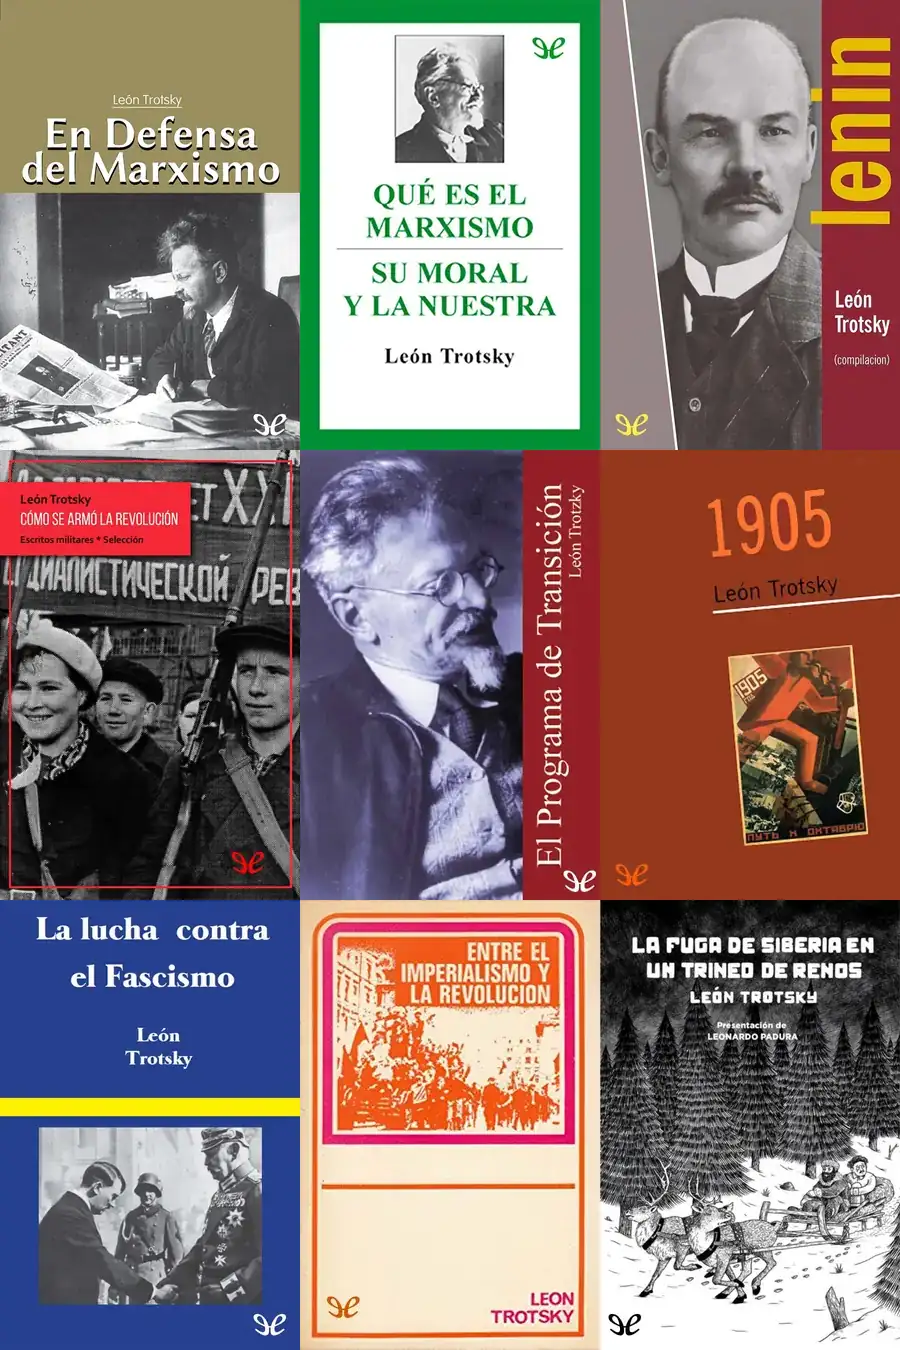 León Trotsky
En Defensa
del Marxismo
QUÉ ES EL
MARXISMO
SU MORAL
Y LA NUESTRA
León Trotsky
lenin
León
Trotsky
(compilacion)
León Trotsky
CÓMO SE ARMÓ LA REVOLUCIÓN
Escritos militares * Selección
El Programa de Transición
León Trotzky
1905
León Trotsky
1905
ПУТЬ К ОКТЯБРЮ
La lucha contra
el Fascismo
León
Trotsky
ENTRE EL
IMPERIALISMO Y
LA REVOLUCION
LEON
TROTSKY
LA FUGA DE SIBERIA EN
UN TRINEO DE RENOS
LEÓN TROTSKY
Presentación de
LEONARDO PADURA